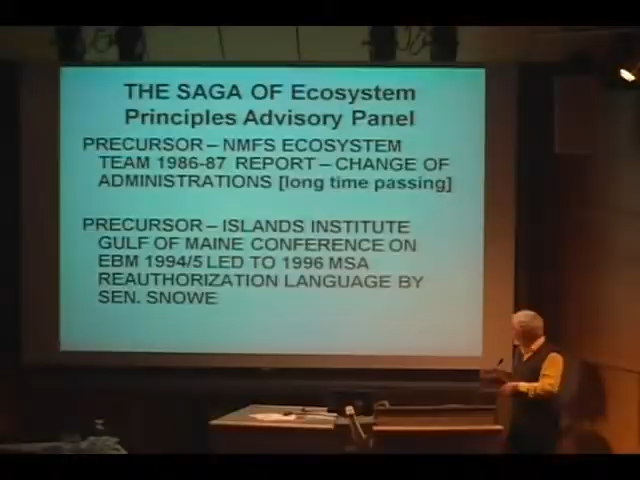 THE SAGA OF Ecosystem
Principles Advisory Panel
PRECURSOR – NMFS ECOSYSTEM
TEAM 1986-87 REPORT – CHANGE OF
ADMINISTRATIONS [long time passing]
PRECURSOR – ISLANDS INSTITUTE
GULF OF MAINE CONFERENCE ON
EBM 1994/5 LED TO 1996 MSA
REAUTHORIZATION LANGUAGE BY
SEN. SNOWE